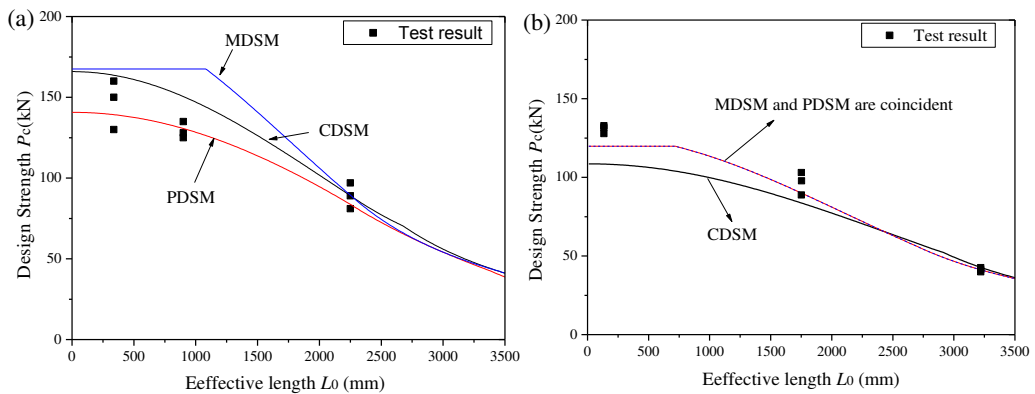 (a)
200
150
100
50
0
Design Strength Pc(kN)
0 500 1000 1500 2000 2500 3000 3500
Eeffective length L0 (mm)
Test result
MDSM
CDSM
PDSM
(b)
200
150
100
50
0
Design Strength Pc(kN)
0 500 1000 1500 2000 2500 3000 3500
Eeffective length L0 (mm)
Test result
MDSM and PDSM are coincident
CDSM